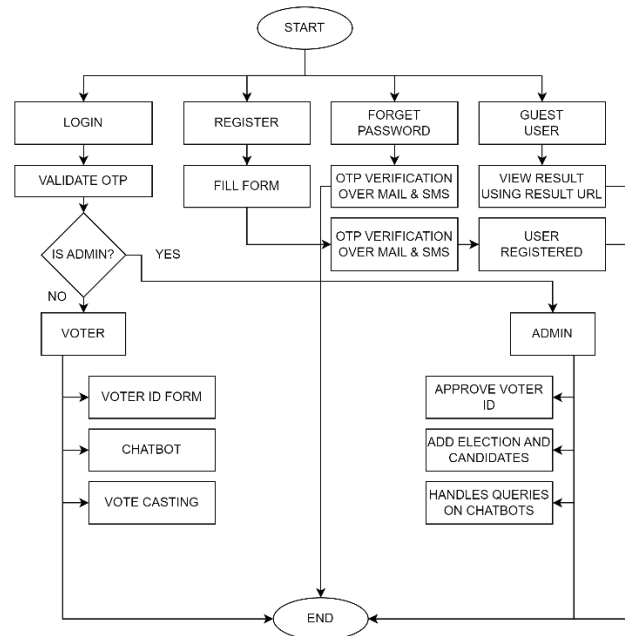 START
LOGIN
REGISTER
FORGET
PASSWORD
GUEST
USER
VALIDATE OTP
FILL FORM
OTP VERIFICATION
OVER MAIL & SMS
VIEW RESULT
USING RESULT URL
IS ADMIN?
YES
OTP VERIFICATION
OVER MAIL & SMS
USER
REGISTERED
NO
VOTER
ADMIN
VOTER ID FORM
APPROVE VOTER
ID
CHATBOT
ADD ELECTION AND
CANDIDATES
VOTE CASTING
HANDLES QUERIES
ON CHATBOTS
END